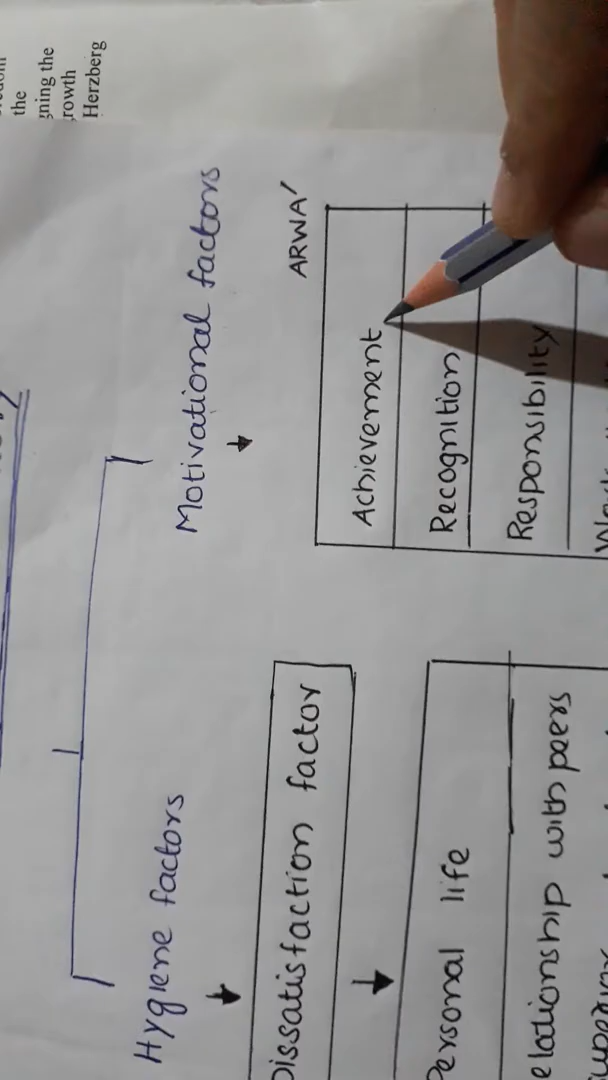 the
gning the
rowth
Herzberg
Hygiene factors
Motivational factors
Dissatisfaction factor
ARWA'
Achievement
Recognition
Responsibility
Personal life
elationship with peers